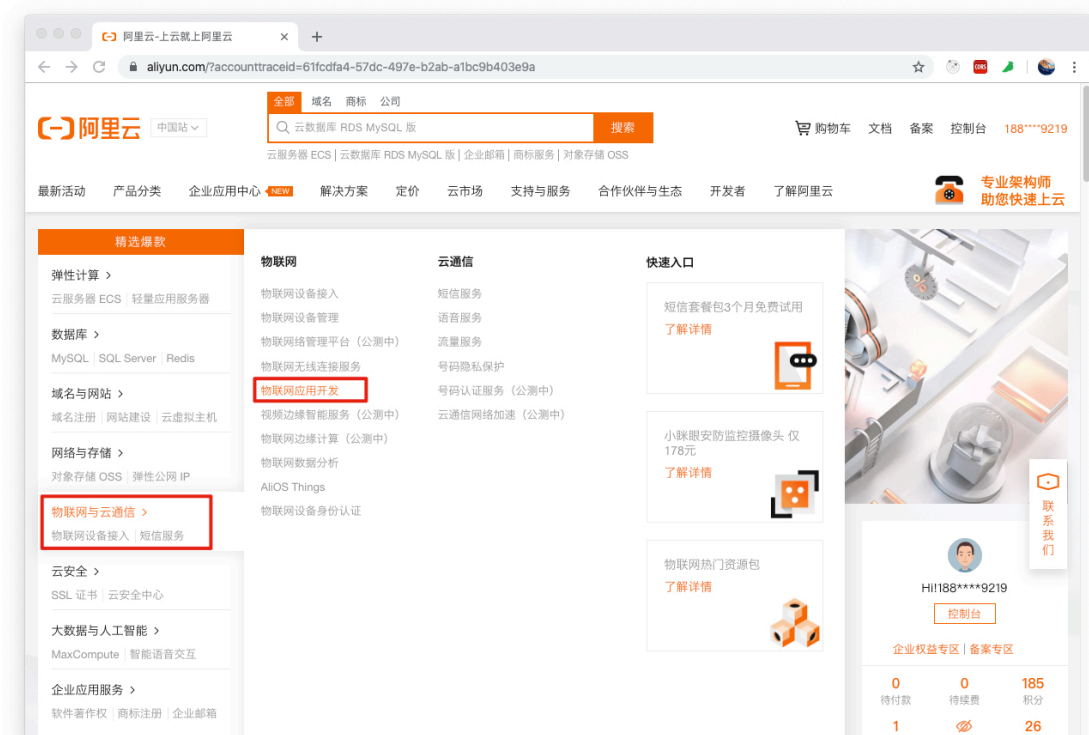 阿里云-上云就上阿里云
aliyun.com/?accounttraceid=61fcdfa4-57dc-497e-b2ab-a1bc9b403e9a
CORS
全部 域名 商标 公司
阿里云 中国站
云数据库 RDS MySQL 版 搜索
购物车 文档 备案 控制台 188****9219
云服务器 ECS | 云数据库 RDS MySQL 版 | 企业邮箱 | 商标服务 | 对象存储 OSS
最新活动 产品分类 企业应用中心 NEW 解决方案 定价 云市场 支持与服务 合作伙伴与生态 开发者 了解阿里云
专业架构师
助您快速上云
精选爆款
弹性计算 >
云服务器 ECS | 轻量应用服务器
数据库 >
MySQL | SQL Server | Redis
域名与网站 >
域名注册 | 网站建设 | 云虚拟主机
网络与存储 >
对象存储 OSS | 弹性公网 IP
物联网与云通信 >
物联网设备接入 | 短信服务
云安全 >
SSL 证书 | 云安全中心
大数据与人工智能 >
MaxCompute | 智能语音交互
企业应用服务 >
软件著作权 | 商标注册 | 企业邮箱
物联网
物联网设备接入
物联网设备管理
物联网络管理平台（公测中）
物联网无线连接服务
物联网应用开发
视频边缘智能服务（公测中）
物联网边缘计算（公测中）
物联网数据分析
AliOS Things
物联网设备身份认证
云通信
短信服务
语音服务
流量服务
号码隐私保护
号码认证服务（公测中）
云通信网络加速（公测中）
快速入口
短信套餐包3个月免费试用
了解详情
小眯眼安防监控摄像头 仅
178元
了解详情
物联网热门资源包
了解详情
联系我们
Hi!188****9219
控制台
企业权益专区 | 备案专区
0 0 185
待付款 待续费 积分
1 26